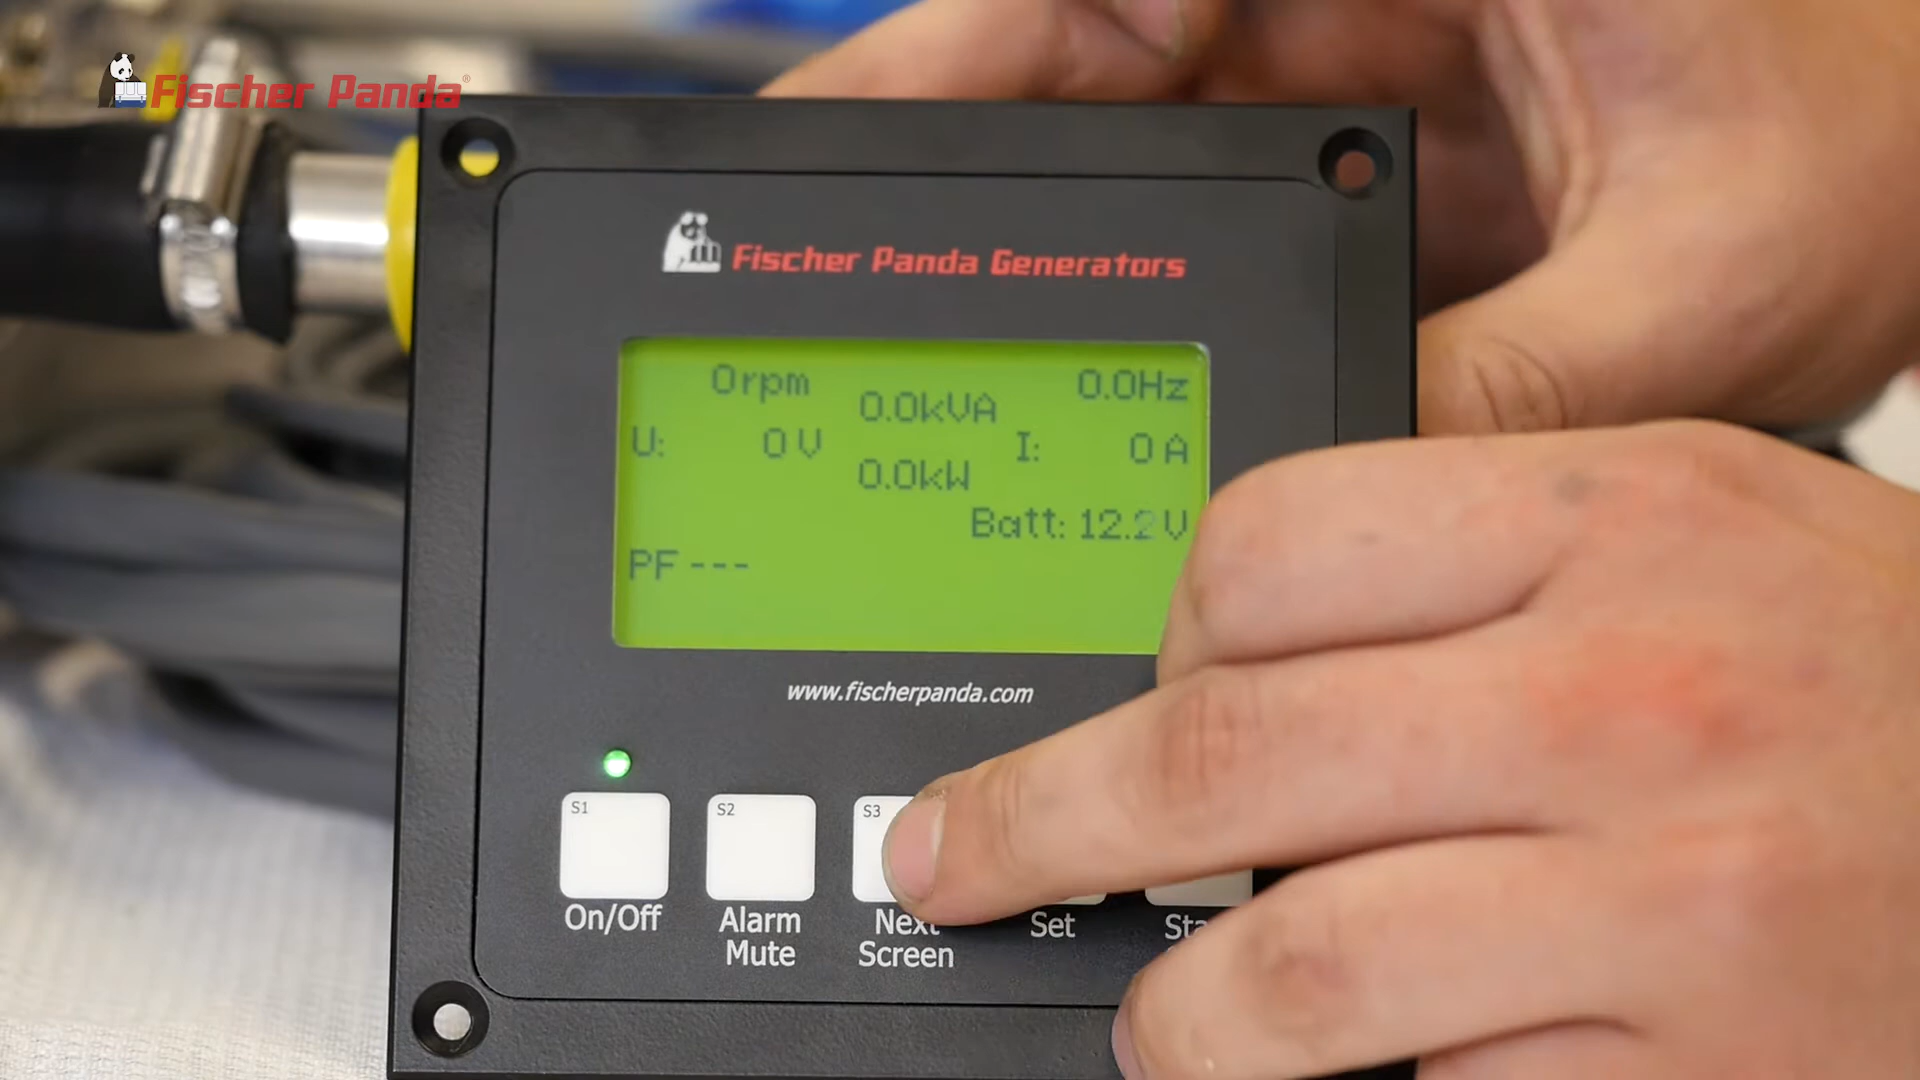 Fischer Panda®
Fischer Panda Generators
0rpm 0.0Hz
0.0kVA
U: 0 V I: 0 A
0.0kW
Batt: 12.2 V
PF ---
www.fischerpanda.com
S1 S2 S3
On/Off
Alarm
Mute
Next
Screen
Set